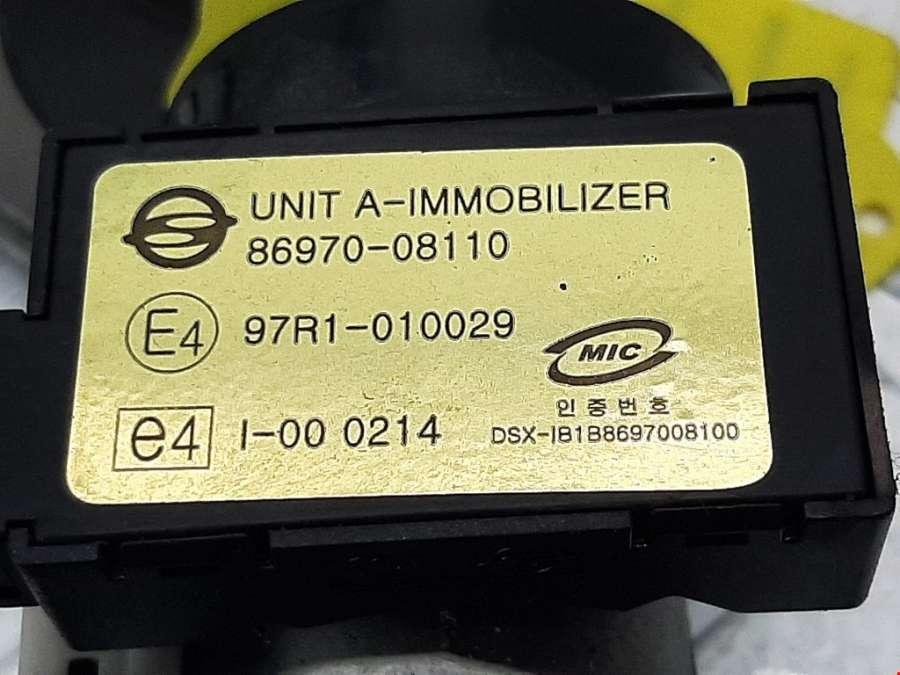 UNIT A-IMMOBILIZER
86970-08110
E4 97R1-010029
MIC
e4 I-00 0214
인증번호
DSX-IB1B8697008100